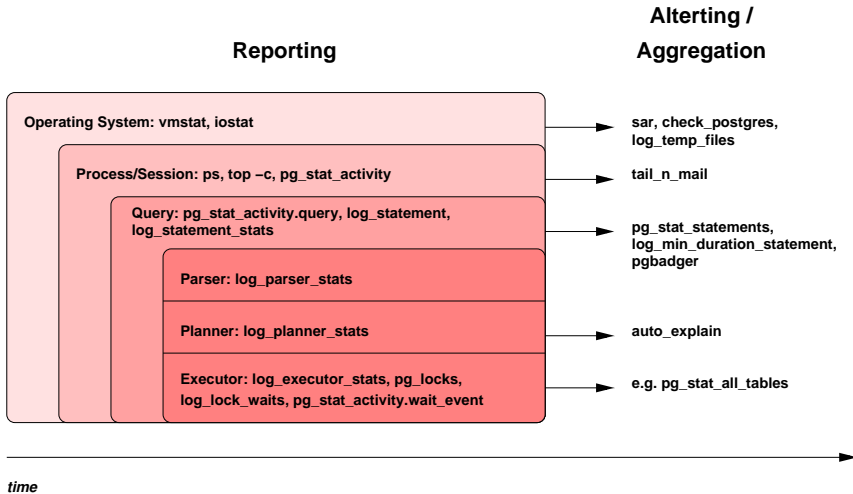 Alterting /
Reporting
Aggregation
Operating System: vmstat, iostat
sar, check_postgres,
log_temp_files
Process/Session: ps, top −c, pg_stat_activity
tail_n_mail
Query: pg_stat_activity.query, log_statement,
log_statement_stats
pg_stat_statements,
log_min_duration_statement,
pgbadger
Parser: log_parser_stats
Planner: log_planner_stats
auto_explain
Executor: log_executor_stats, pg_locks,
log_lock_waits, pg_stat_activity.wait_event
e.g. pg_stat_all_tables
time